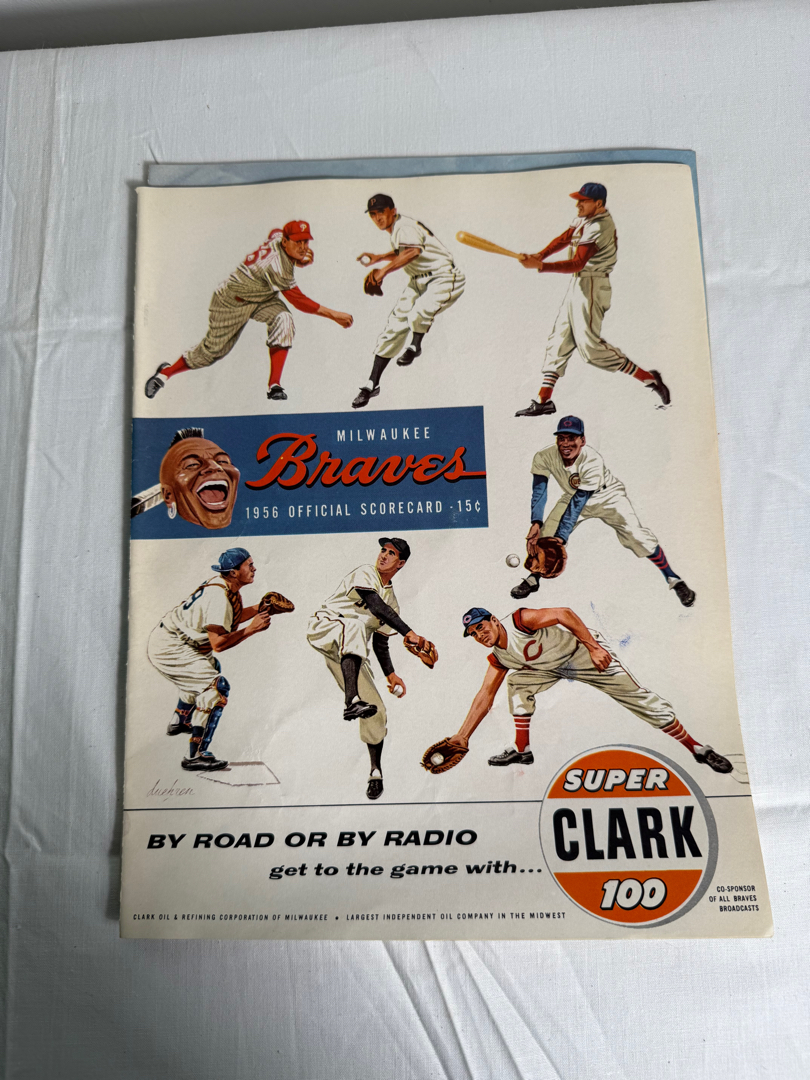 P
P
MILWAUKEE
Braves
1956 OFFICIAL SCORECARD · 15¢
C
C
BY ROAD OR BY RADIO
get to the game with...
SUPER
CLARK
100
CO-SPONSOR
OF ALL BRAVES
BROADCASTS
CLARK OIL & REFINING CORPORATION OF MILWAUKEE • LARGEST INDEPENDENT OIL COMPANY IN THE MIDWEST